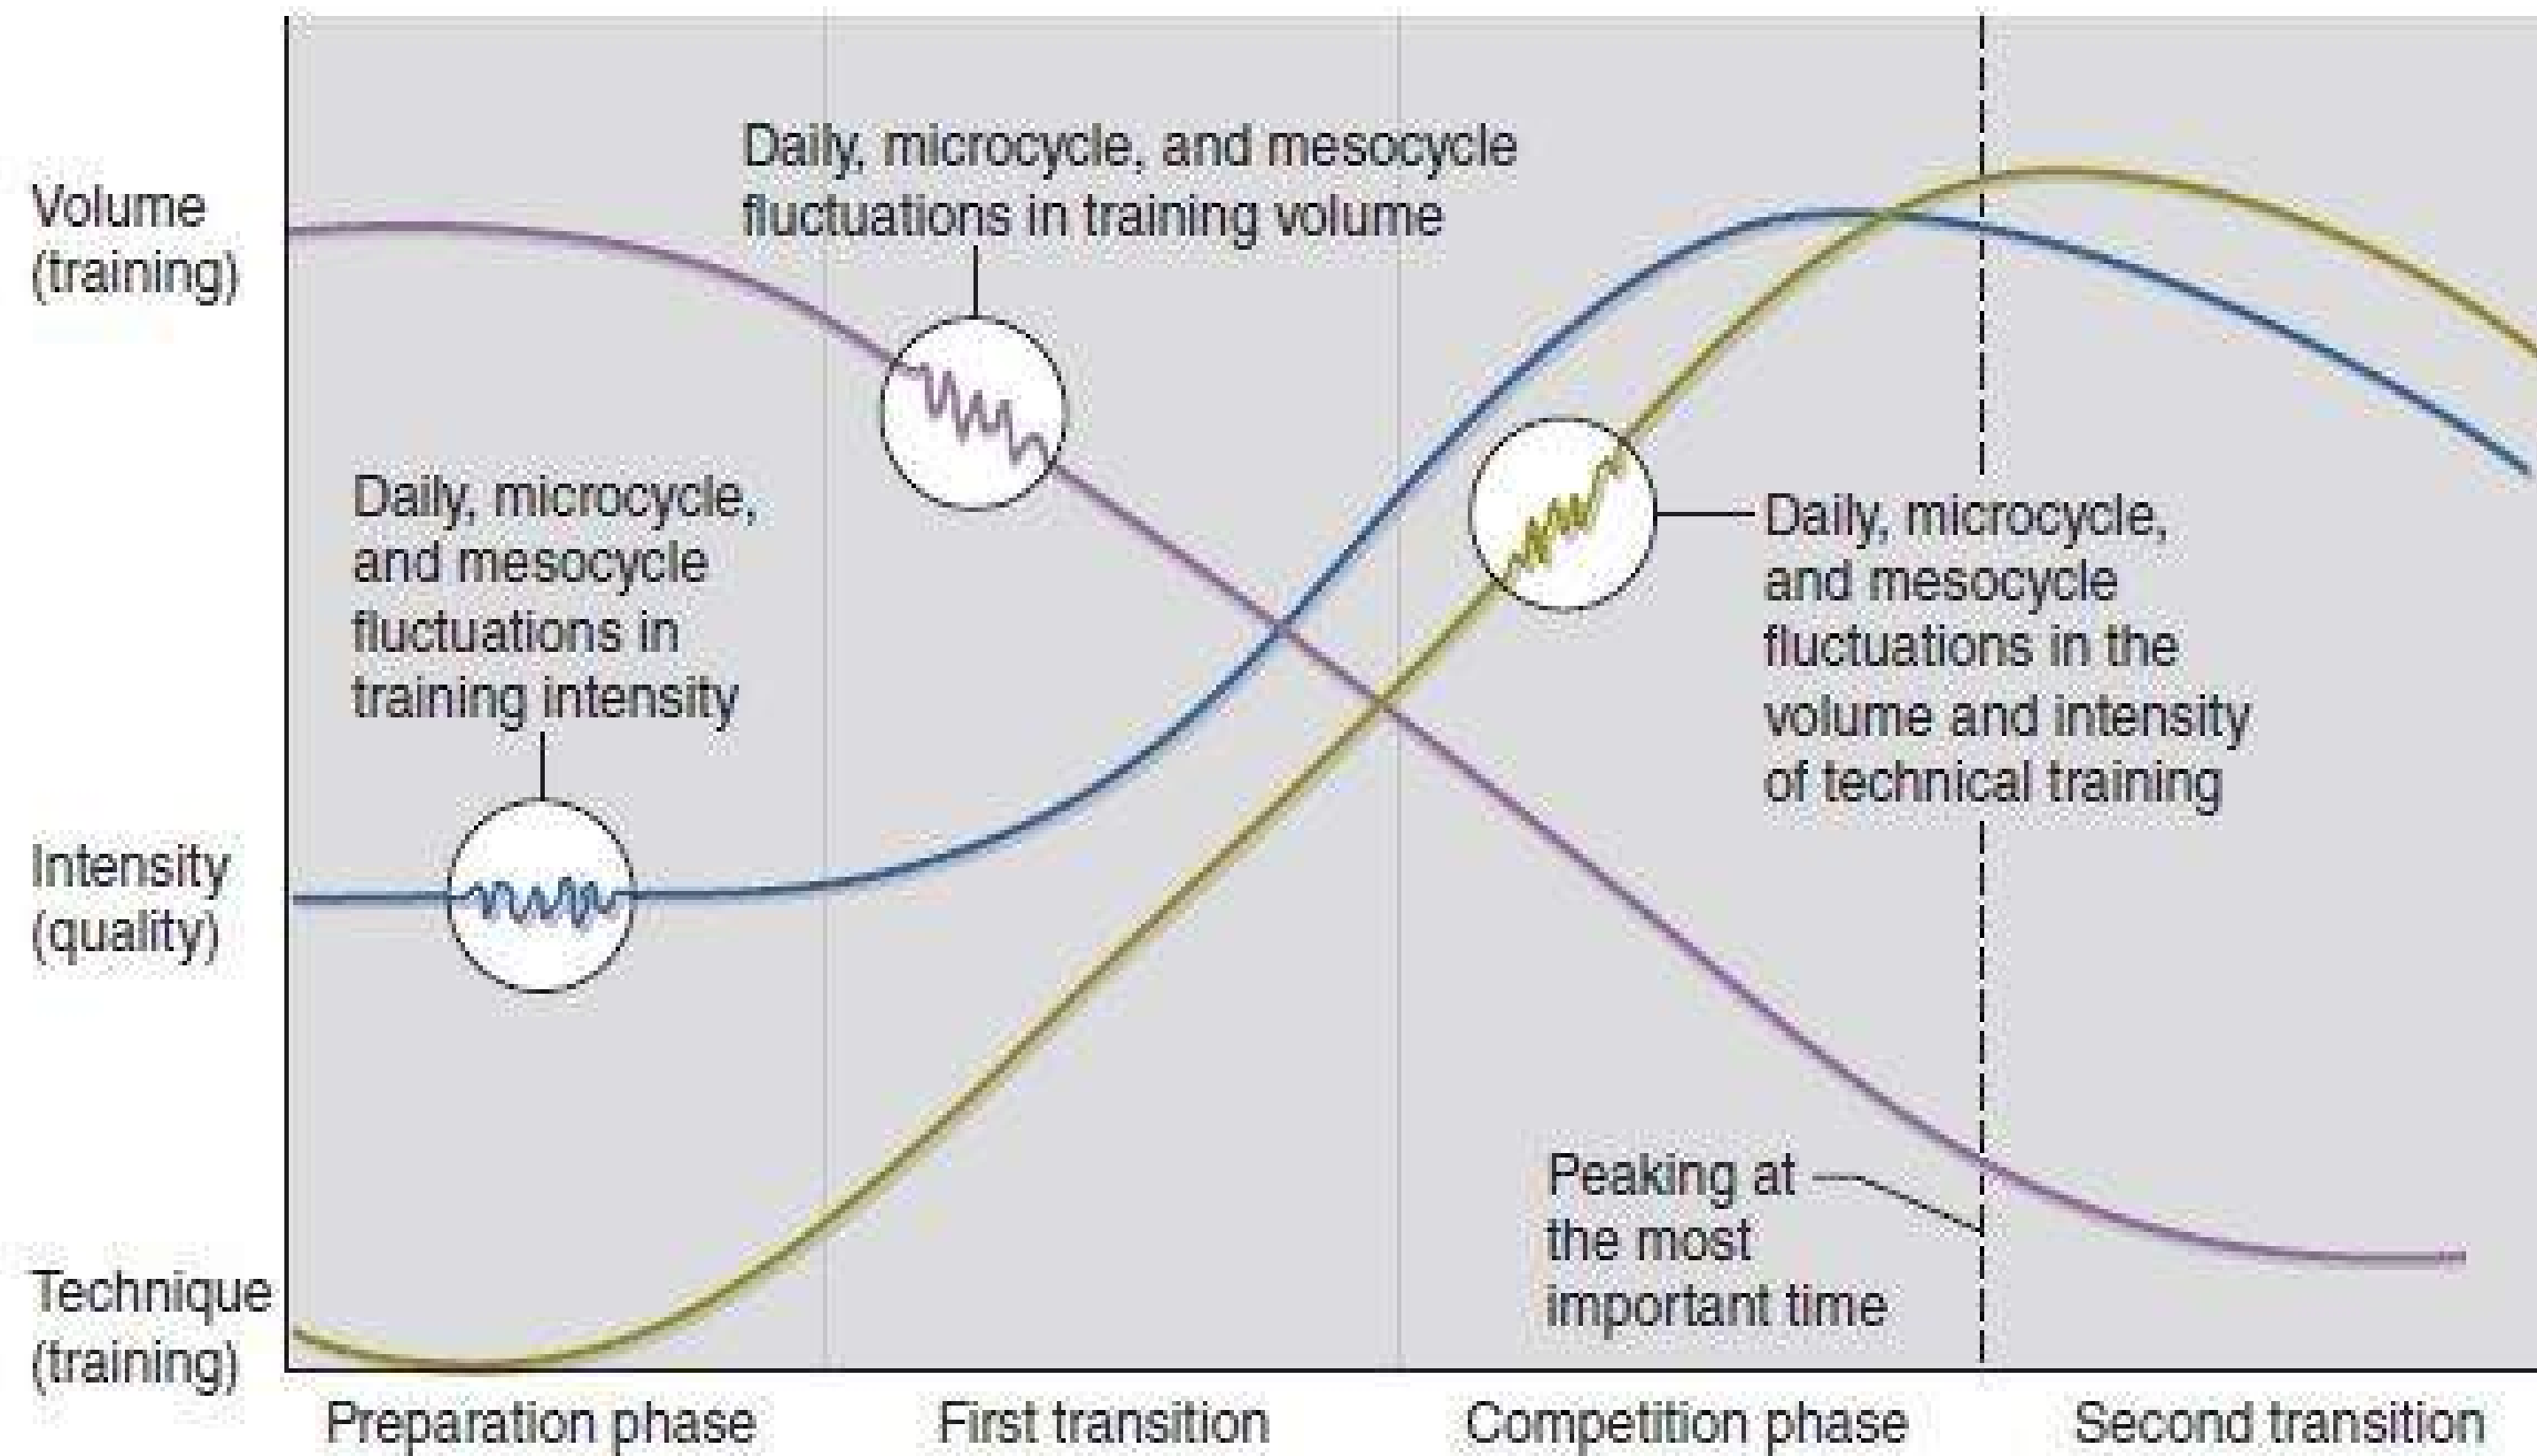 Volume
(training)
Daily, microcycle, and mesocycle
fluctuations in training volume
Daily, microcycle,
and mesocycle
fluctuations in
training intensity
Daily, microcycle,
and mesocycle
fluctuations in the
volume and intensity
of technical training
Intensity
(quality)
Peaking at
the most
important time
Technique
(training)
Preparation phase
First transition
Competition phase
Second transition